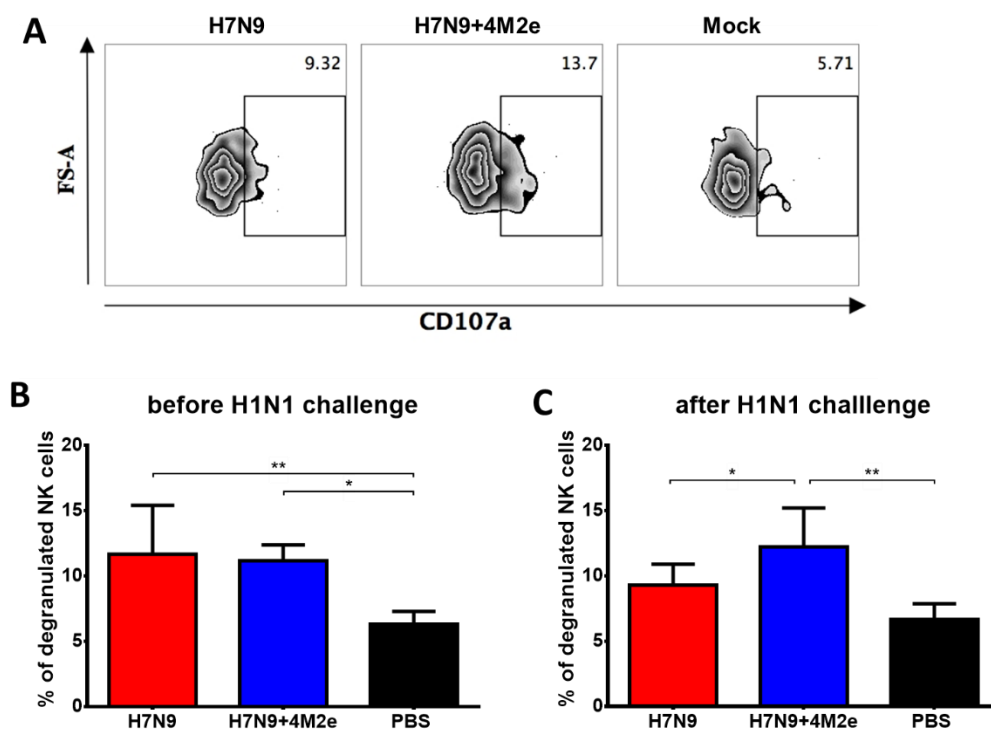 A
H7N9
H7N9+4M2e
Mock
9.32
13.7
5.71
FS-A
CD107a
B
before H1N1 challenge
% of degranulated NK cells
20
15
10
5
0
**
*
H7N9
H7N9+4M2e
PBS
C
after H1N1 challlenge
% of degranulated NK cells
20
15
10
5
0
*
**
H7N9
H7N9+4M2e
PBS